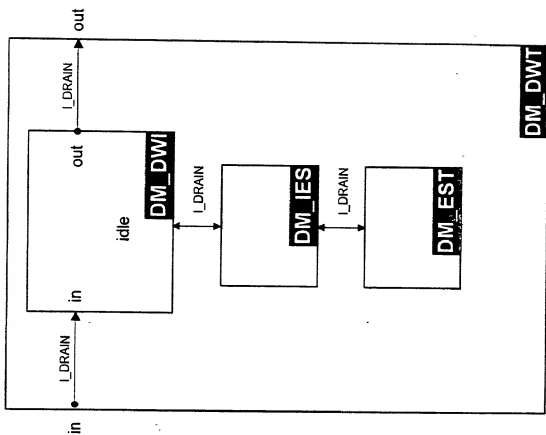 in
I_DRAIN
in
idle
out
DM_DWI
I_DRAIN
out
I_DRAIN
DM_IES
I_DRAIN
DM_EST
DM_DWT